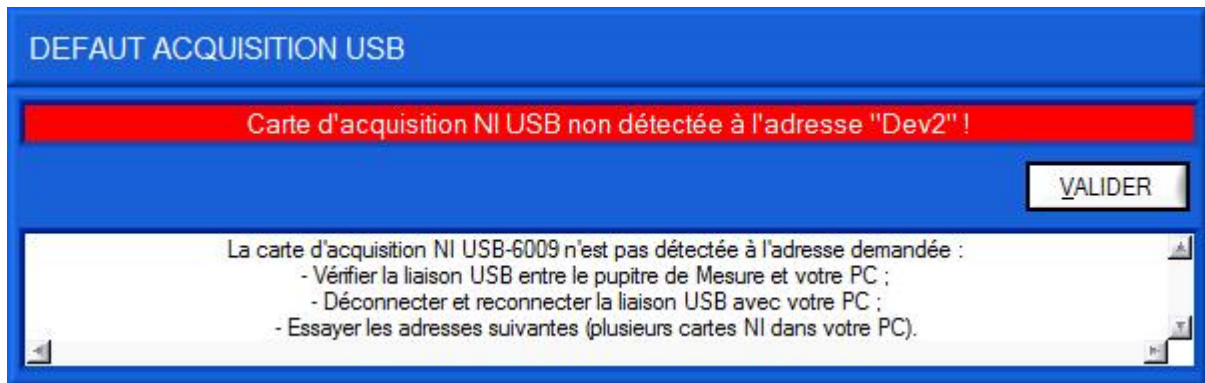 DEFAUT ACQUISITION USB
Carte d'acquisition NI USB non détectée à l'adresse "Dev2" !
VALIDER
La carte d'acquisition NI USB-6009 n'est pas détectée à l'adresse demandée :
- Vérifier la liaison USB entre le pupitre de Mesure et votre PC ;
- Déconnecter et reconnecter la liaison USB avec votre PC ;
- Essayer les adresses suivantes (plusieurs cartes NI dans votre PC).